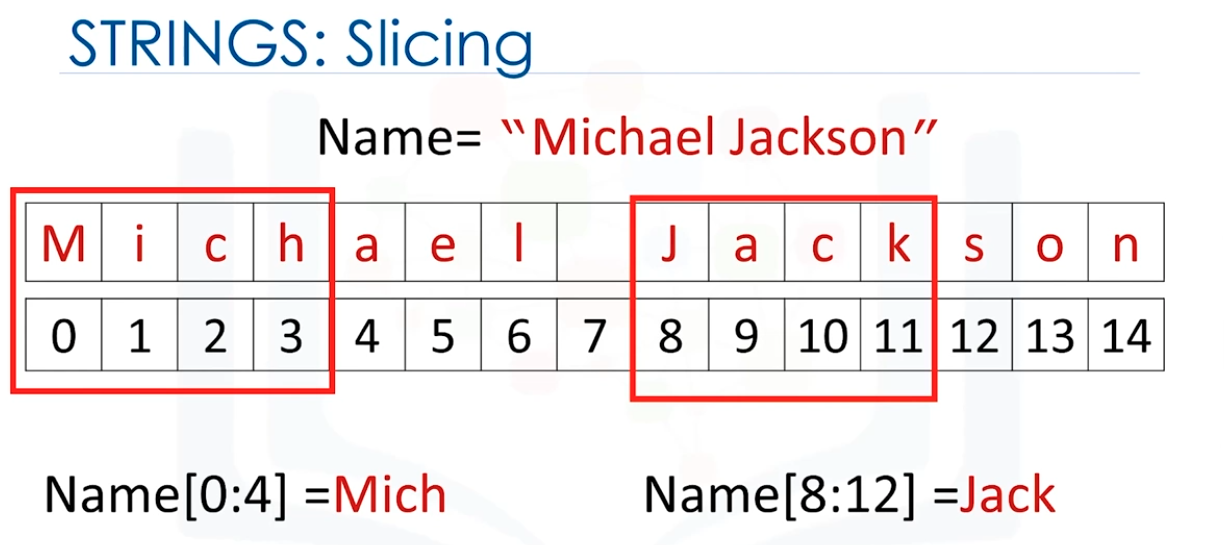 STRINGS: Slicing
Name= "Michael Jackson"
M i c h a e l J a c k s o n
0 1 2 3 4 5 6 7 8 9 10 11 12 13 14
Name[0:4] =Mich Name[8:12] =Jack